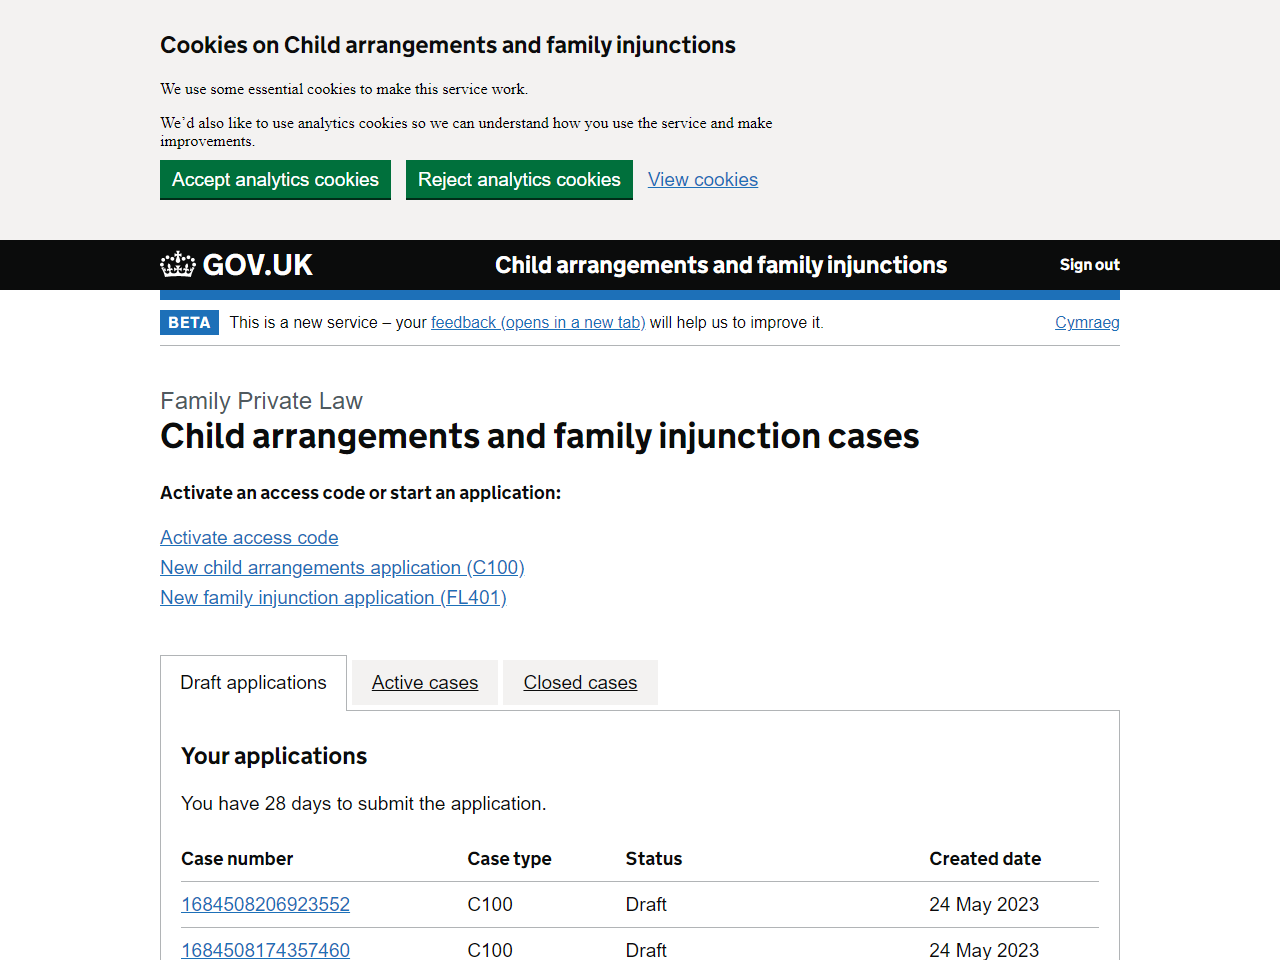 Cookies on Child arrangements and family injunctions
We use some essential cookies to make this service work.
We'd also like to use analytics cookies so we can understand how you use the service and make
improvements.
Accept analytics cookies Reject analytics cookies View cookies
GOV.UK Child arrangements and family injunctions Sign out
BETA This is a new service – your feedback (opens in a new tab) will help us to improve it. Cymraeg
Family Private Law
Child arrangements and family injunction cases
Activate an access code or start an application:
Activate access code
New child arrangements application (C100)
New family injunction application (FL401)
Draft applications Active cases Closed cases
Your applications
You have 28 days to submit the application.
Case number Case type Status Created date
1684508206923552 C100 Draft 24 May 2023
1684508174357460 C100 Draft 24 May 2023